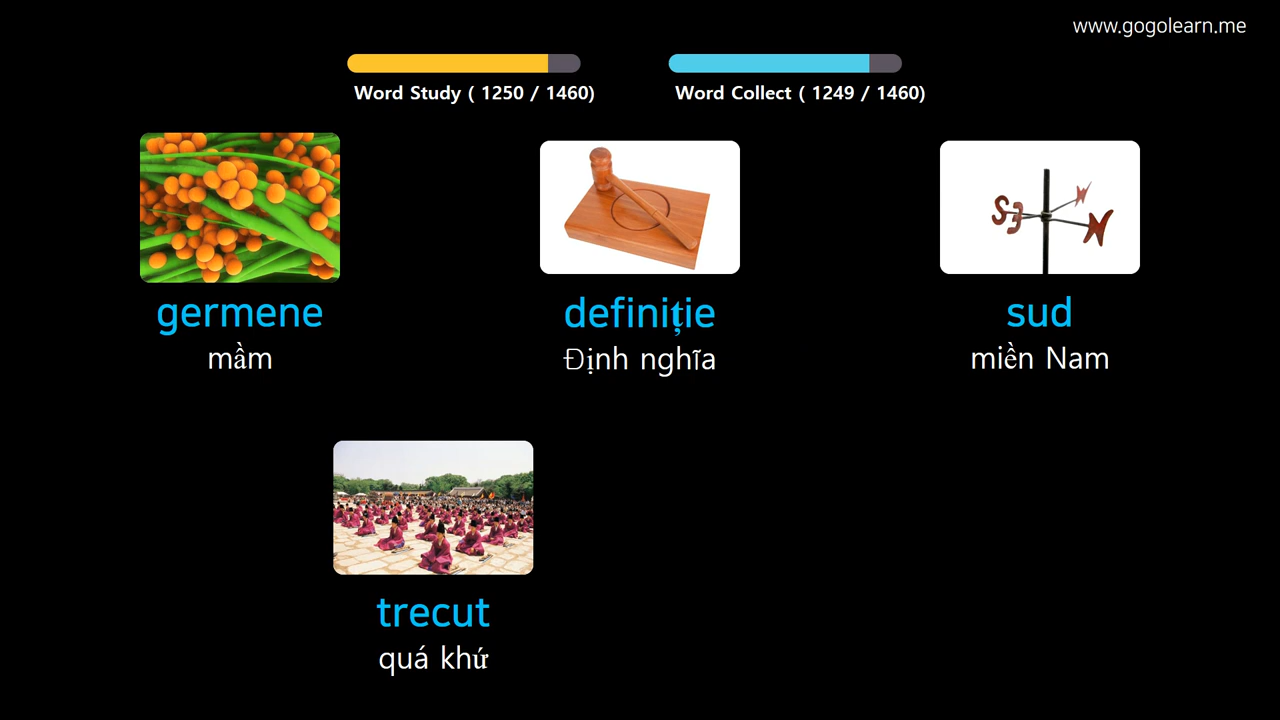 www.gogolearn.me
Word Study ( 1250 / 1460)
Word Collect ( 1249 / 1460)
germene
mầm
definiție
Định nghĩa
sud
miền Nam
trecut
quá khứ